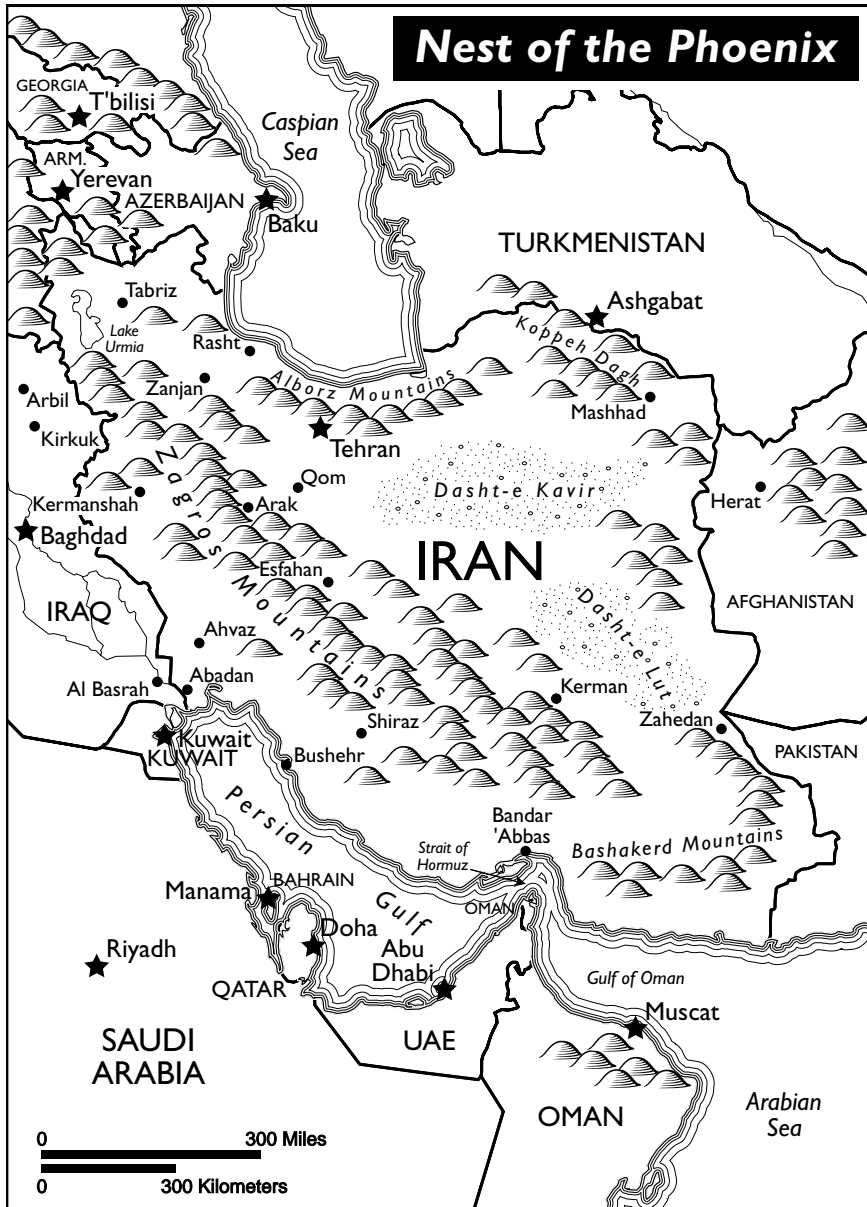 Nest of the Phoenix
GEORGIA
T'bilisi
Caspian
Sea
ARM.
Yerevan
AZERBAIJAN
Baku
TURKMENISTAN
Tabriz
Ashgabat
Lake
Urmia
Rasht
Koppeh Dagh
Zanjan
Alborz Mountains
Arbil
Mashhad
Kirkuk
Tehran
Zagros Mountains
Qom
Dasht-e Kavir
Herat
Kermanshah
Arak
Baghdad
IRAN
Esfahan
Dasht-e Lut
AFGHANISTAN
IRAQ
Ahvaz
Al Basrah
Abadan
Kerman
Shiraz
Zahedan
Kuwait
KUWAIT
Bushehr
PAKISTAN
Persian
Gulf
Bandar
'Abbas
Strait of
Hormuz
Bashakerd Mountains
Manama
BAHRAIN
OMAN
Doha
Riyadh
Abu
Dhabi
QATAR
Gulf of Oman
Muscat
SAUDI
ARABIA
UAE
OMAN
Arabian
Sea
0 300 Miles
0 300 Kilometers